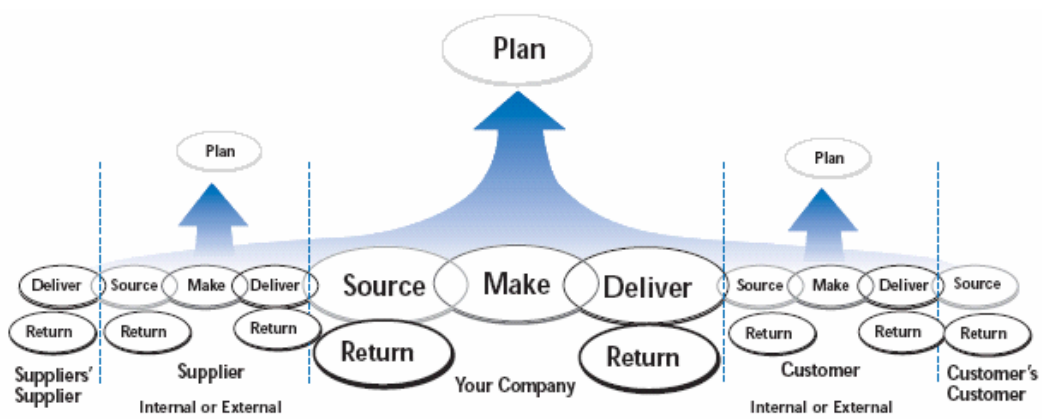 Plan
Plan
Plan
Deliver
Source
Make
Deliver
Source
Make
Deliver
Source
Make
Deliver
Source
Return
Return
Return
Return
Return
Return
Return
Return
Suppliers'
Supplier
Supplier
Internal or External
Your Company
Customer
Internal or External
Customer's
Customer